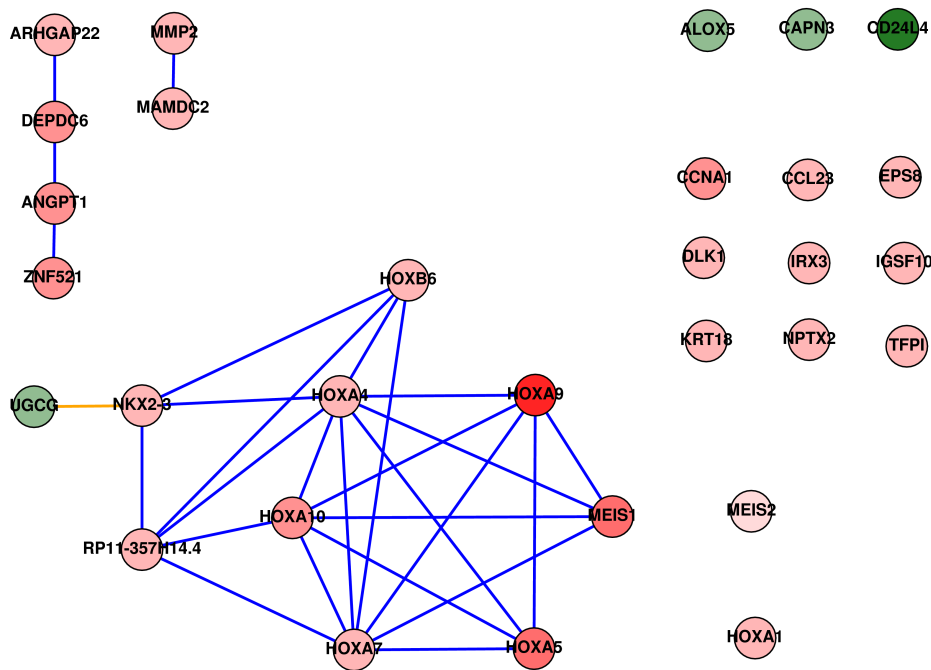 ARHGAP22
MMP2
ALOX5
CAPN3
CD24L4
DEPDC6
MAMDC2
CCNA1
CCL23
EPS8
ANGPT1
DLK1
IRX3
IGSF10
ZNF521
HOXB6
KRT18
NPTX2
TFPI
UGCG
NKX2-3
HOXA4
HOXA9
HOXA10
MEIS1
MEIS2
RP11-357H14.4
HOXA7
HOXA5
HOXA1